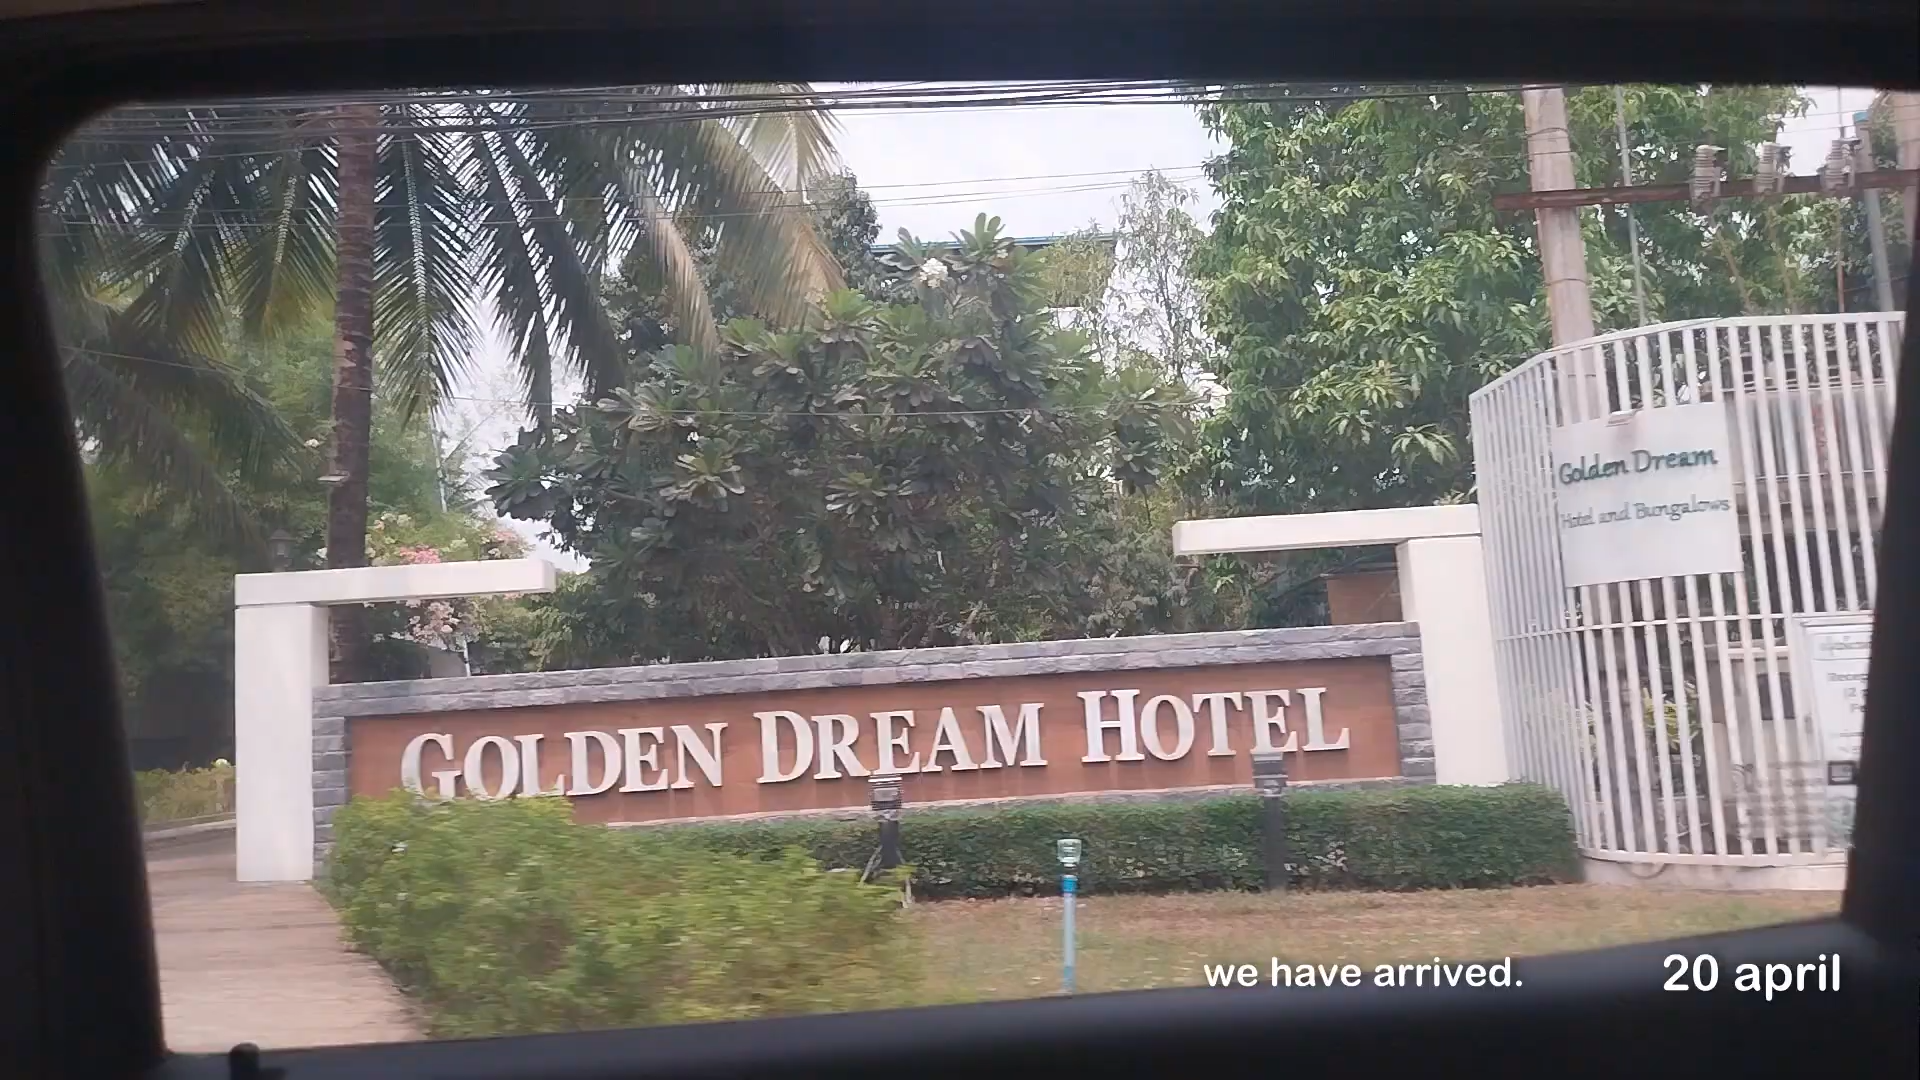 Golden Dream
Hotel and Bungalows
GOLDEN DREAM HOTEL
we have arrived.
20 april